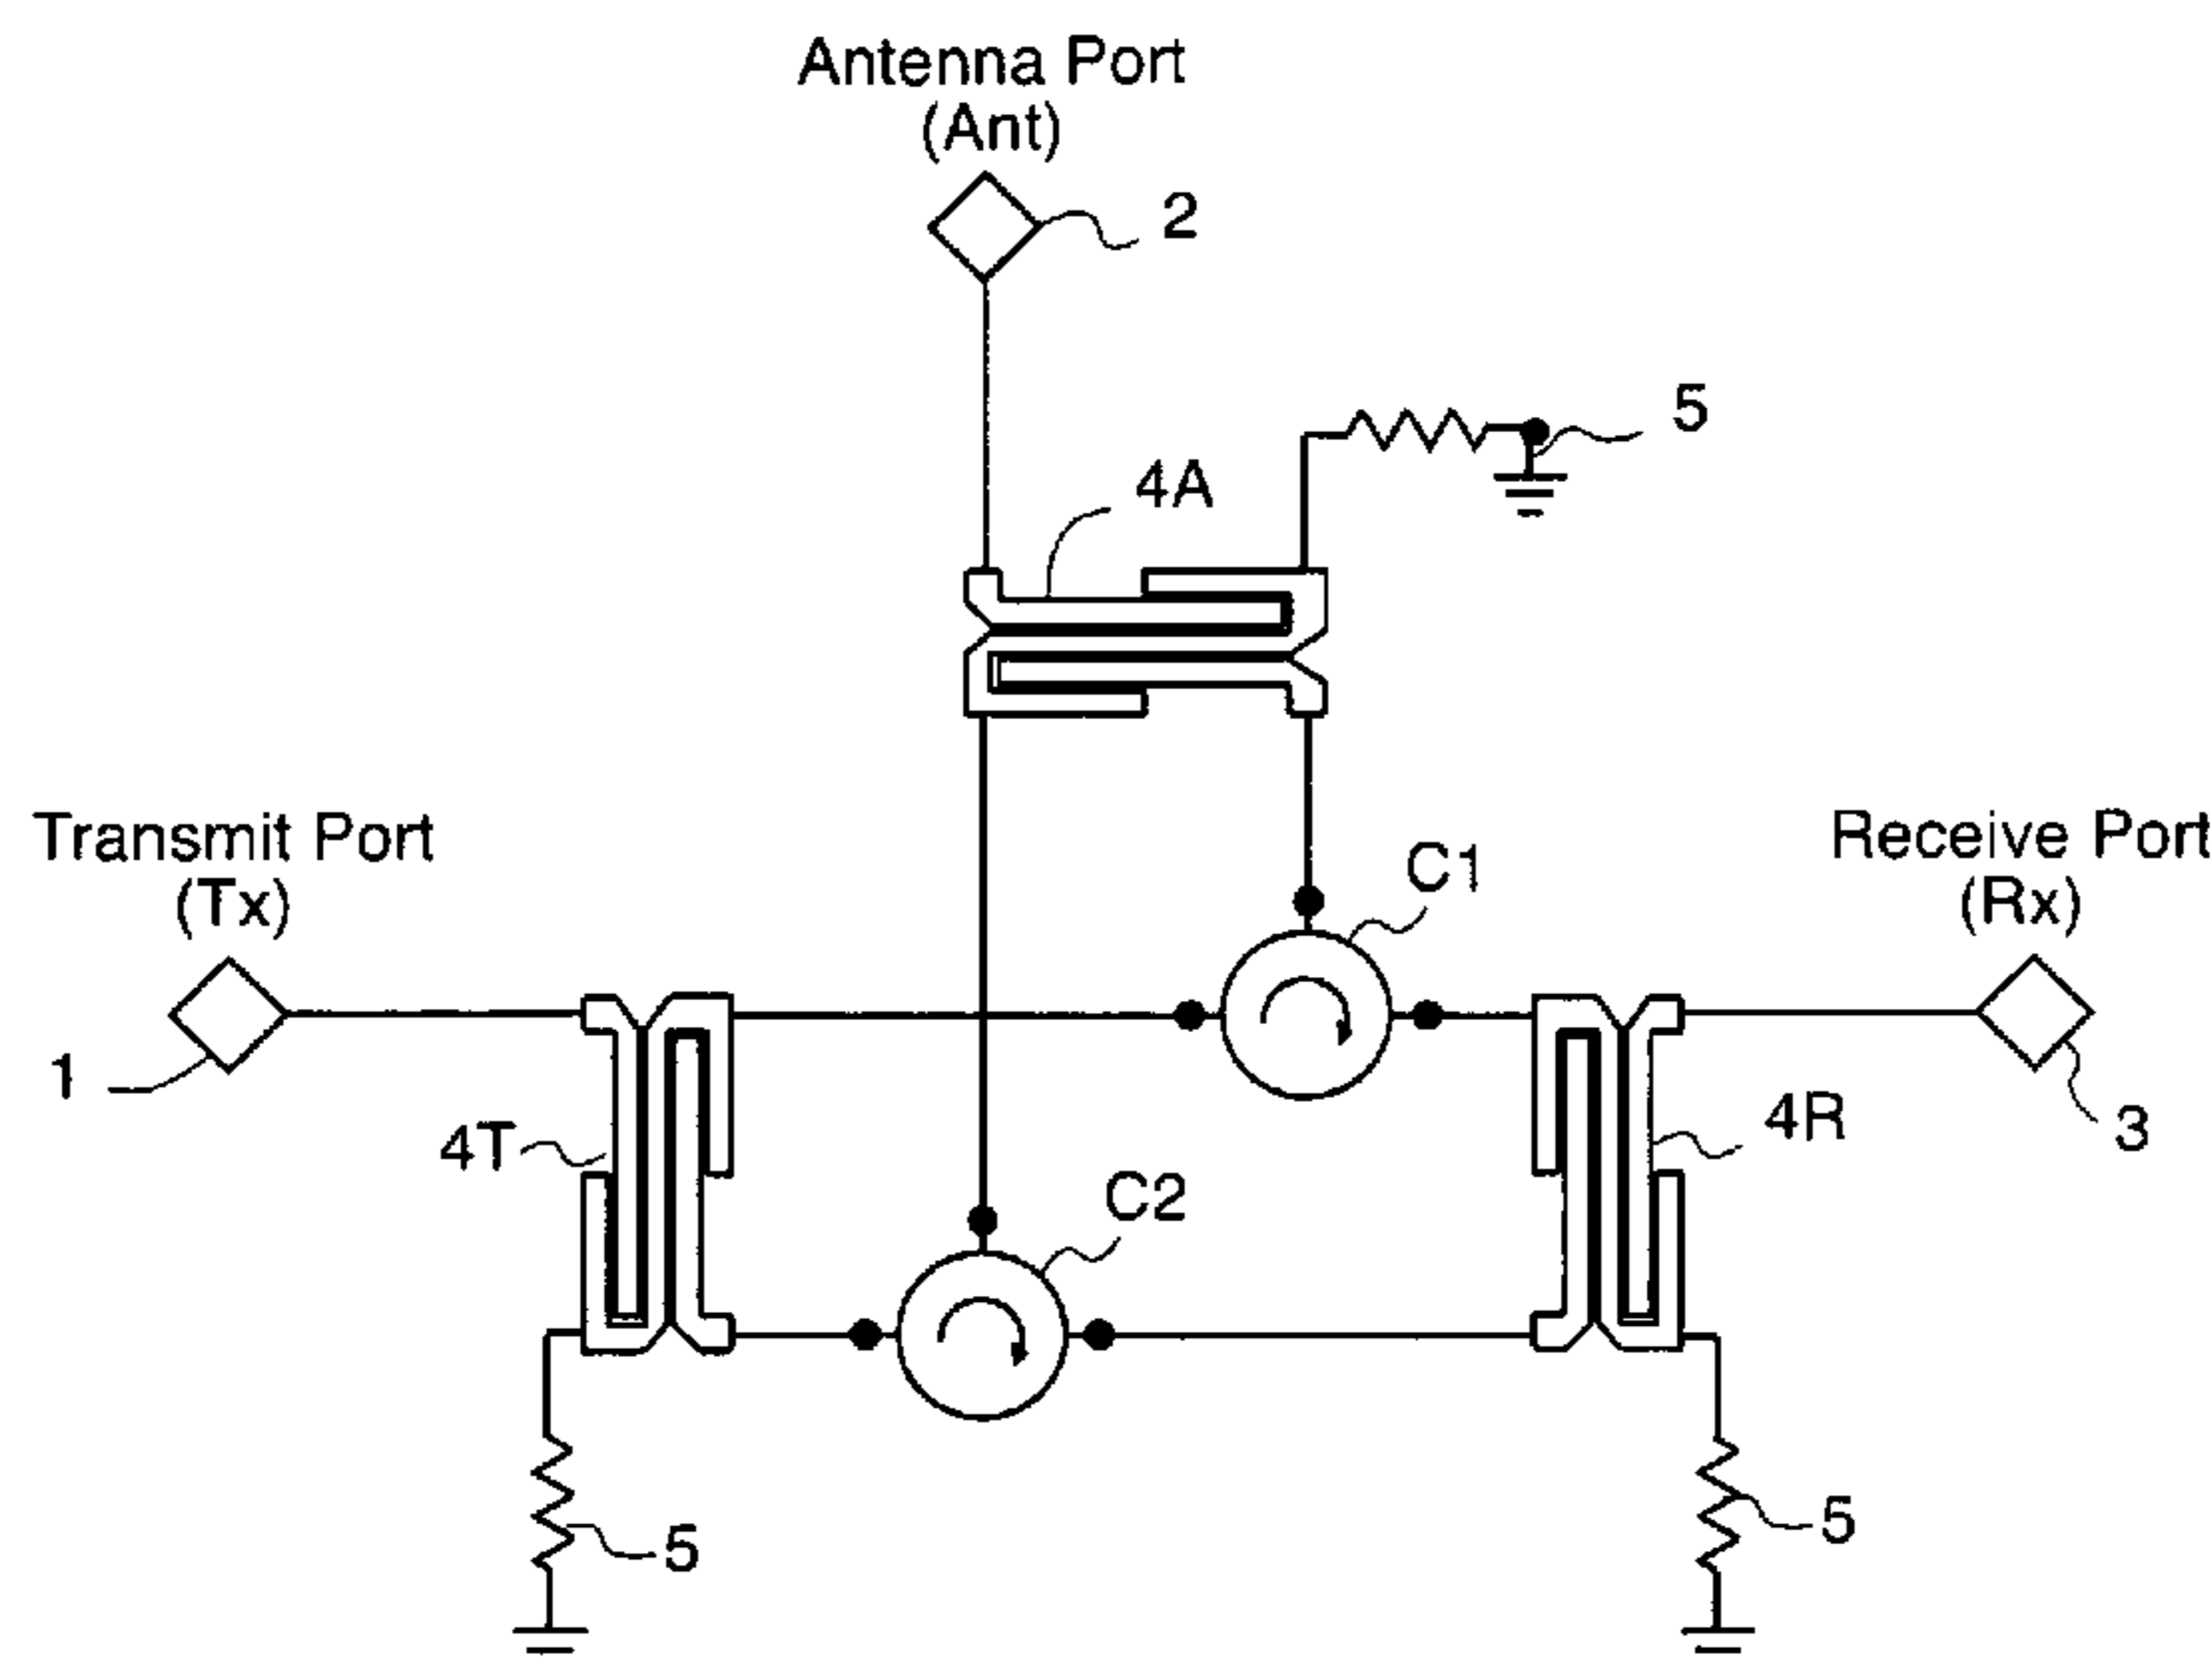 Antenna Port
(Ant)
2
5
4A
Transmit Port
(Tx)
C1
Receive Port
(Rx)
1
4T
4R
3
C2
5
5